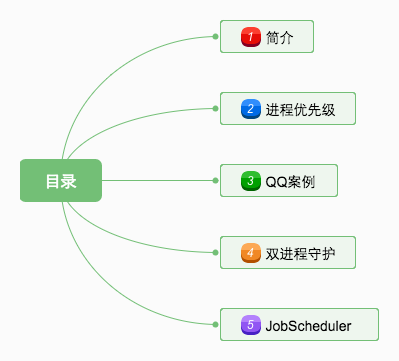 目录
1 简介
2 进程优先级
3 QQ案例
4 双进程守护
5 JobScheduler